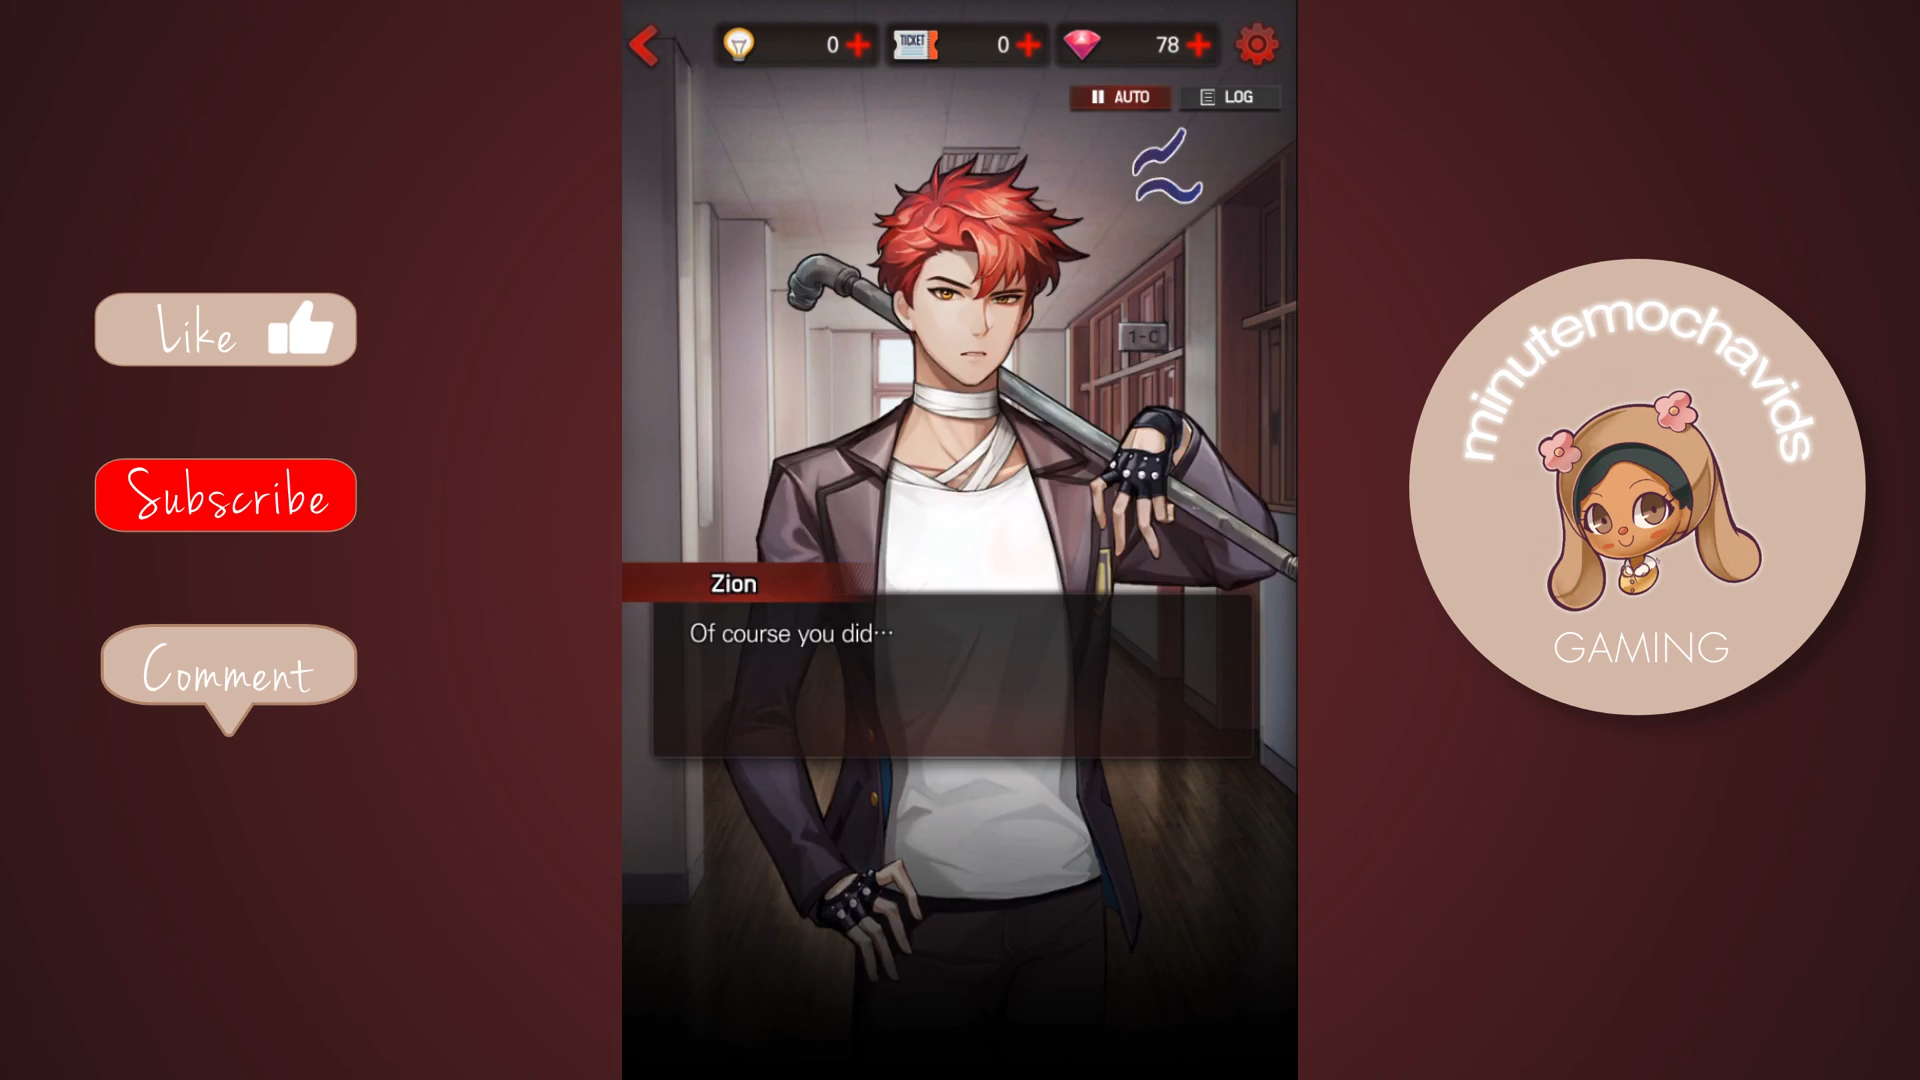 0
TICKET
0
78
AUTO
LOG
1-C
Like
Subscribe
Comment
minutemochavids
GAMING
Zion
Of course you did…